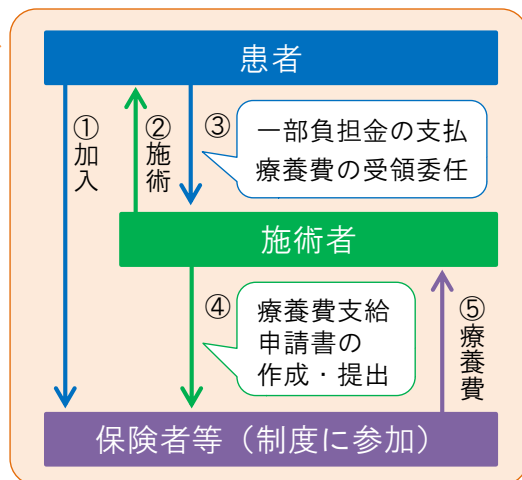 患者
①加入
②施術
③
一部負担金の支払
療養費の受領委任
施術者
④
療養費支給
申請書の
作成・提出
⑤療養費
保険者等（制度に参加）